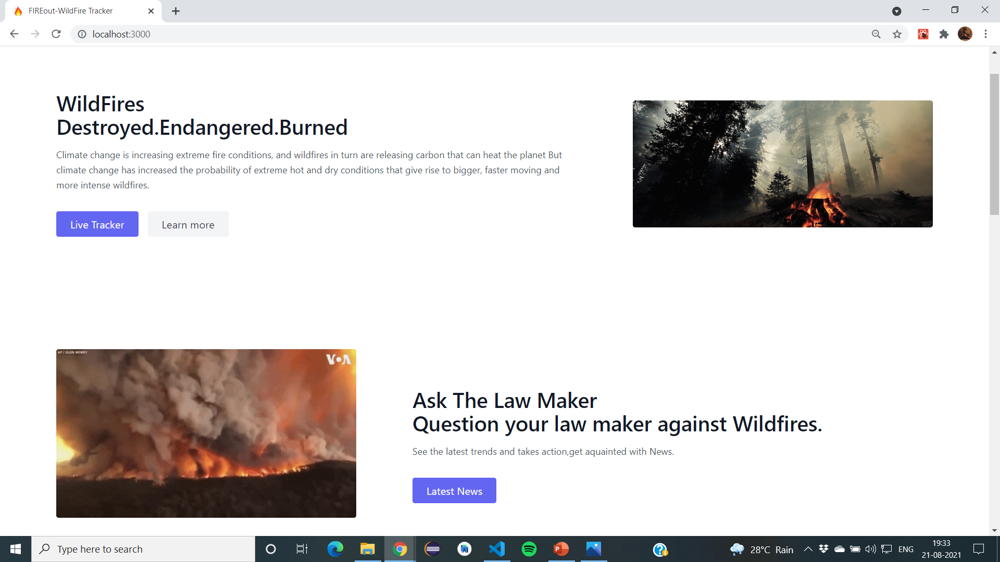 FIREout-WildFire Tracker
localhost:3000
WildFires
Destroyed.Endangered.Burned
Climate change is increasing extreme fire conditions, and wildfires in turn are releasing carbon that can heat the planet But
climate change has increased the probability of extreme hot and dry conditions that give rise to bigger, faster moving and
more intense wildfires.
Live Tracker
Learn more
ORBO
AP / GLEN MOREY
VOA
Ask The Law Maker
Question your law maker against Wildfires.
See the latest trends and takes action,get aquainted with News.
Latest News
Type here to search
28°C Rain
ENG
19:33
21-08-2021